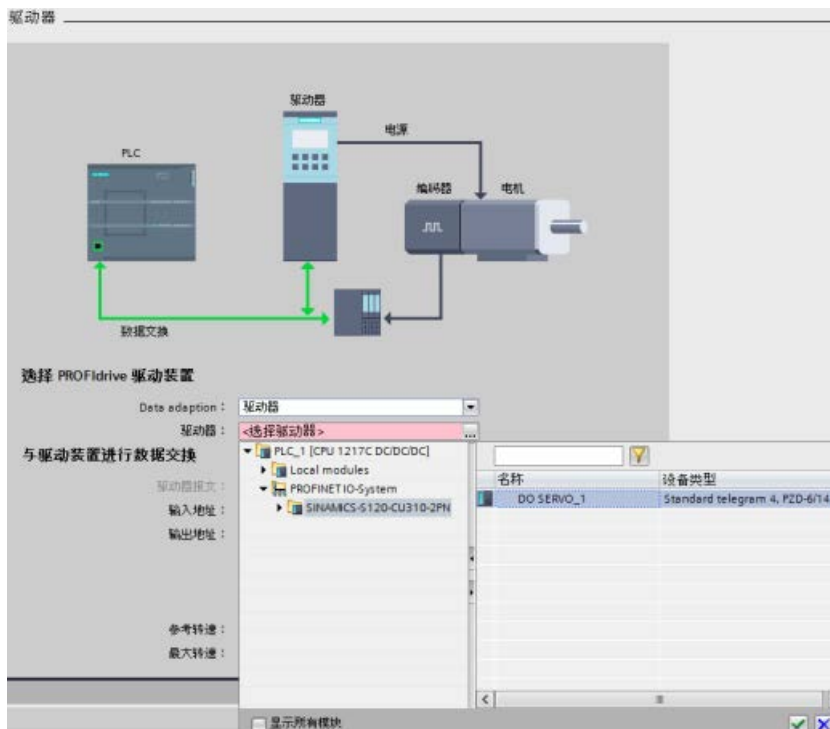 驱动器
驱动器
电源
PLC
编码器
电机
数据交换
选择 PROFIdrive 驱动装置
Data adaption：
驱动器
驱动器：
<选择驱动器>
...
与驱动装置进行数据交换
PLC_1 [CPU 1217C DC/DC/DC]
Local modules
PROFINET IO-System
SINAMICS-S120-CU310-2PN
名称
设备类型
DO SERVO_1
Standard telegram 4, PZD-6/14
驱动器报文：
输入地址：
输出地址：
参考转速：
最大转速：
显示所有模块